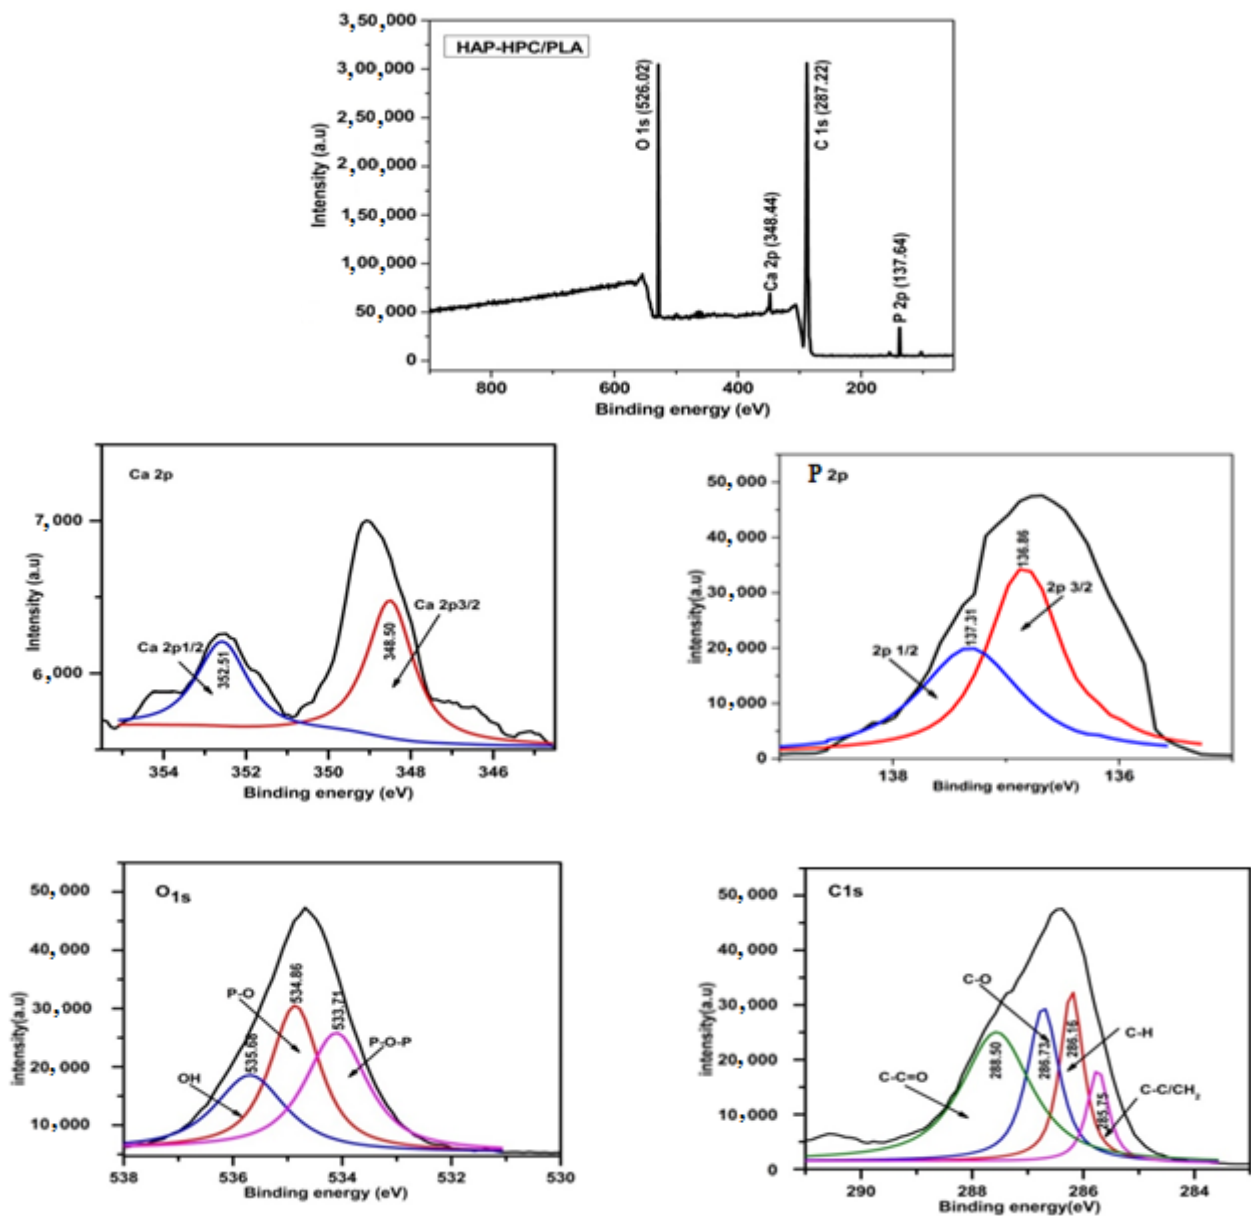 HAP-HPC/PLA
3,50,000
3,00,000
2,50,000
2,00,000
1,50,000
1,00,000
50,000
0
Intensity (a.u)
O 1s (526.02)
Ca 2p (348.44)
C 1s (287.22)
P 2p (137.64)
800 600 400 200
Binding energy (eV)
Ca 2p
7,000
6,000
Intensity (a.u)
Ca 2p1/2
352.51
348.50
Ca 2p3/2
354 352 350 348 346
Binding energy (eV)
P 2p
50,000
40,000
30,000
20,000
10,000
0
intensity(a.u)
2p 1/2
137.31
136.86
2p 3/2
138 136
Binding energy(eV)
O1s
50,000
40,000
30,000
20,000
10,000
intensity(a.u)
OH
535.68
P-O
534.86
533.71
P-O-P
538 536 534 532 530
Binding energy (eV)
C1s
50,000
40,000
30,000
20,000
10,000
0
intensity(a.u)
C-C=O
288.50
C-O
286.73
286.16
C-H
285.75
C-C/CH2
290 288 286 284
Binding energy(eV)